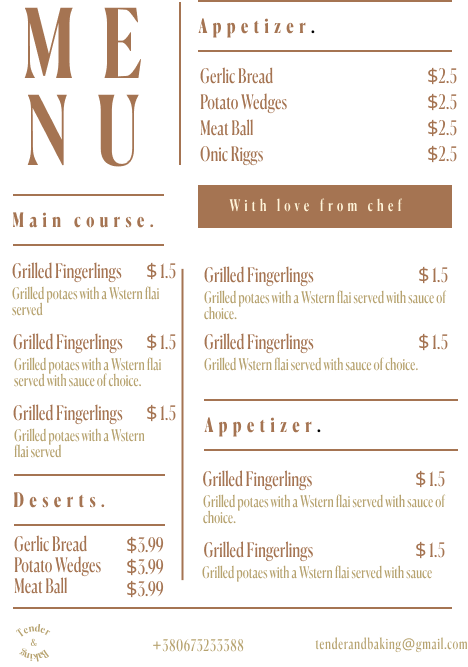 MENU
Appetizer.
Gerlic Bread $2.5
Potato Wedges $2.5
Meat Ball $2.5
Onic Riggs $2.5
With love from chef
Main course.
Grilled Fingerlings $1.5
Grilled potaes with a Wstern flai
served
Grilled Fingerlings $1.5
Grilled potaes with a Wstern flai
served with sauce of choice.
Grilled Fingerlings $1.5
Grilled potaes with a Wstern
flai served
Deserts.
Gerlic Bread $3.99
Potato Wedges $3.99
Meat Ball $3.99
Grilled Fingerlings $1.5
Grilled potaes with a Wstern flai served with sauce of
choice.
Grilled Fingerlings $1.5
Grilled Wstern flai served with sauce of choice.
Appetizer.
Grilled Fingerlings $1.5
Grilled potaes with a Wstern flai served with sauce of
choice.
Grilled Fingerlings $1.5
Grilled potaes with a Wstern flai served with sauce
Tender
&
Baking
+380673233388
tenderandbaking@gmail.com